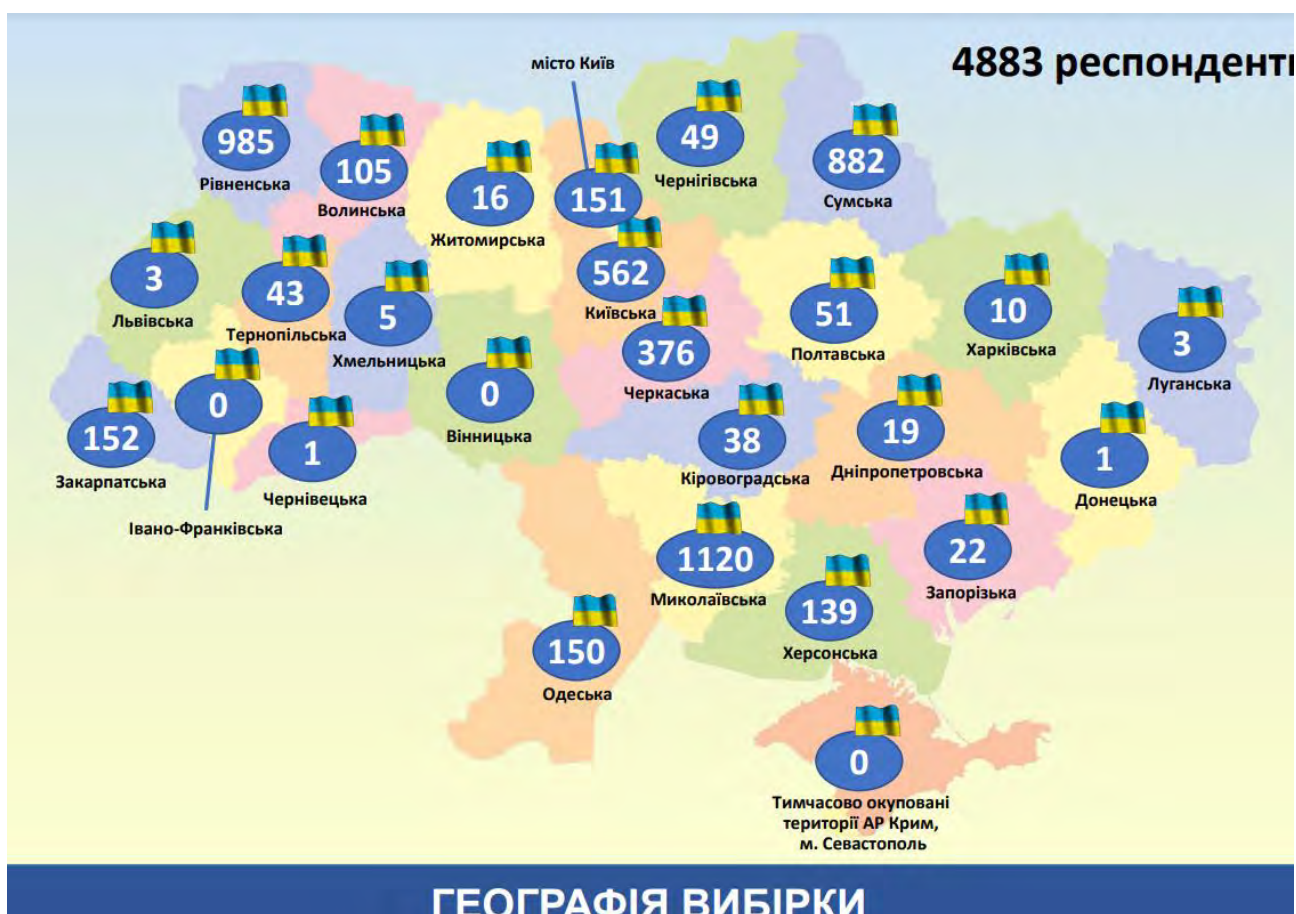 4883 респонденти
місто Київ
985
Рівненська
105
Волинська
16
Житомирська
151
49
Чернігівська
882
Сумська
3
Львівська
43
Тернопільська
5
Хмельницька
562
Київська
376
Черкаська
51
Полтавська
10
Харківська
3
Луганська
152
Закарпатська
0
Івано-Франківська
1
Чернівецька
0
Вінницька
38
Кіровоградська
19
Дніпропетровська
1
Донецька
1120
Миколаївська
22
Запорізька
139
Херсонська
150
Одеська
0
Тимчасово окуповані
території АР Крим,
м. Севастополь
ГЕОГРАФІЯ ВИБІРКИ